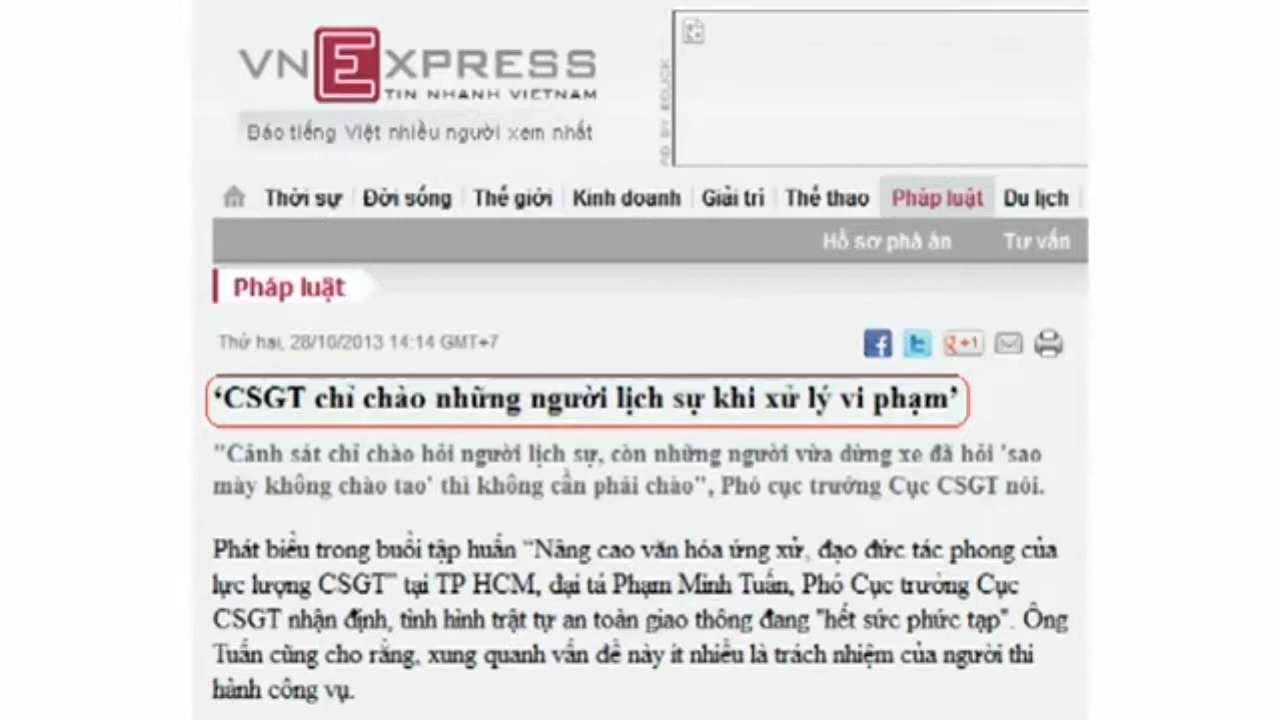 VNEXPRESS
TIN NHANH VIETNAM
Báo tiếng Việt nhiều người xem nhất
AD BY ECLICK
Thời sự Đời sống Thế giới Kinh doanh Giải trí Thể thao Pháp luật Du lịch
Hồ sơ phá án Tư vấn
Pháp luật
Thứ hai, 28/10/2013 14:14 GMT+7
f t g +1
‘CSGT chỉ chào những người lịch sự khi xử lý vi phạm’
"Cảnh sát chỉ chào hỏi người lịch sự, còn những người vừa dừng xe đã hỏi 'sao
mày không chào tao' thì không cần phải chào", Phó cục trưởng Cục CSGT nói.
Phát biểu trong buổi tập huấn “Nâng cao văn hóa ứng xử, đạo đức tác phong của
lực lượng CSGT” tại TP HCM, đại tá Phạm Minh Tuấn, Phó Cục trưởng Cục
CSGT nhận định, tình hình trật tự an toàn giao thông đang "hết sức phức tạp". Ông
Tuấn cũng cho rằng, xung quanh vấn đề này ít nhiều là trách nhiệm của người thi
hành công vụ.